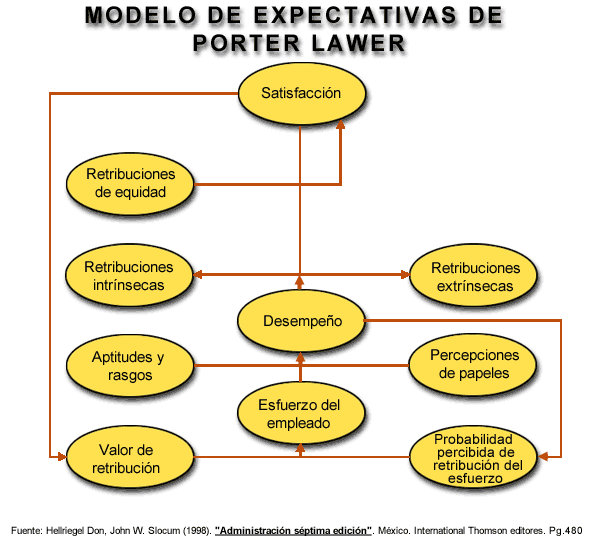 MODELO DE EXPECTATIVAS DE
PORTER LAWER
Satisfacción
Retribuciones
de equidad
Retribuciones
intrínsecas
Retribuciones
extrínsecas
Desempeño
Aptitudes y
rasgos
Percepciones
de papeles
Esfuerzo del
empleado
Valor de
retribución
Probabilidad
percibida de
retribución del
esfuerzo
Fuente: Hellriegel Don, John W. Slocum (1998). "Administración séptima edición". México. International Thomson editores. Pg.480